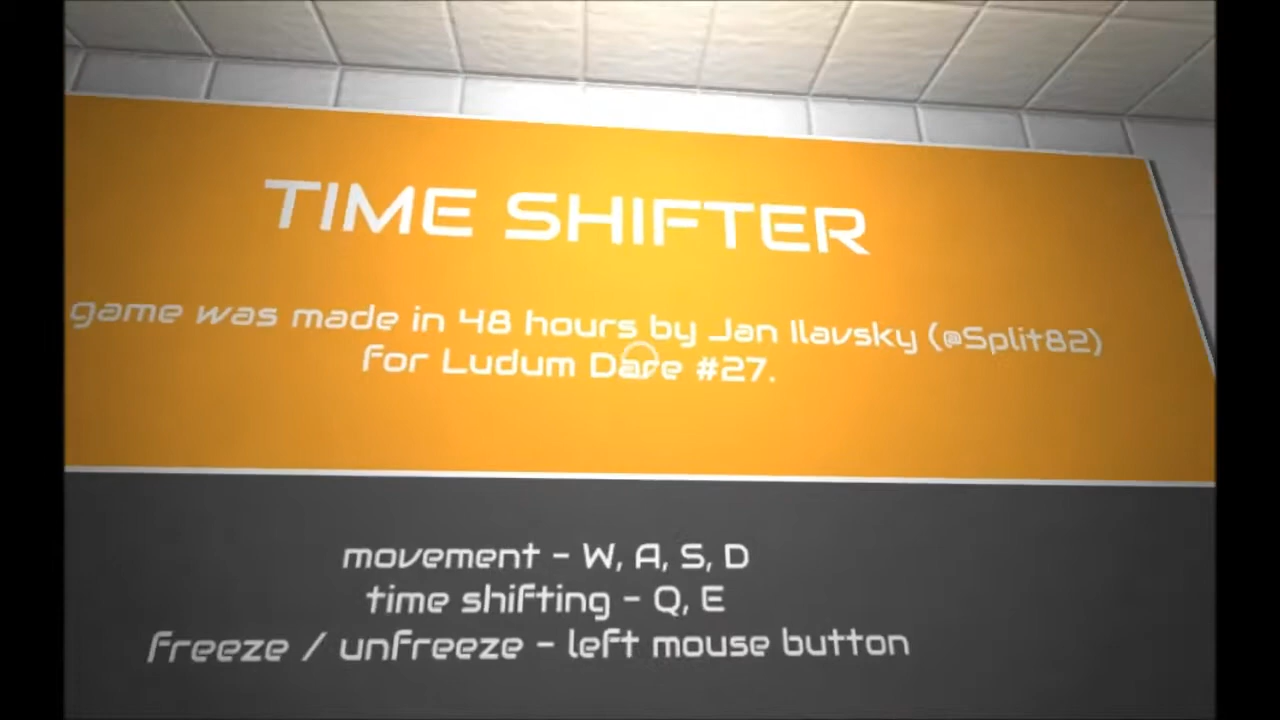 TIME SHIFTER
game was made in 48 hours by Jan Ilavsky (@Split82)
for Ludum Dare #27.
movement - W, A, S, D
time shifting - Q, E
freeze / unfreeze - left mouse button